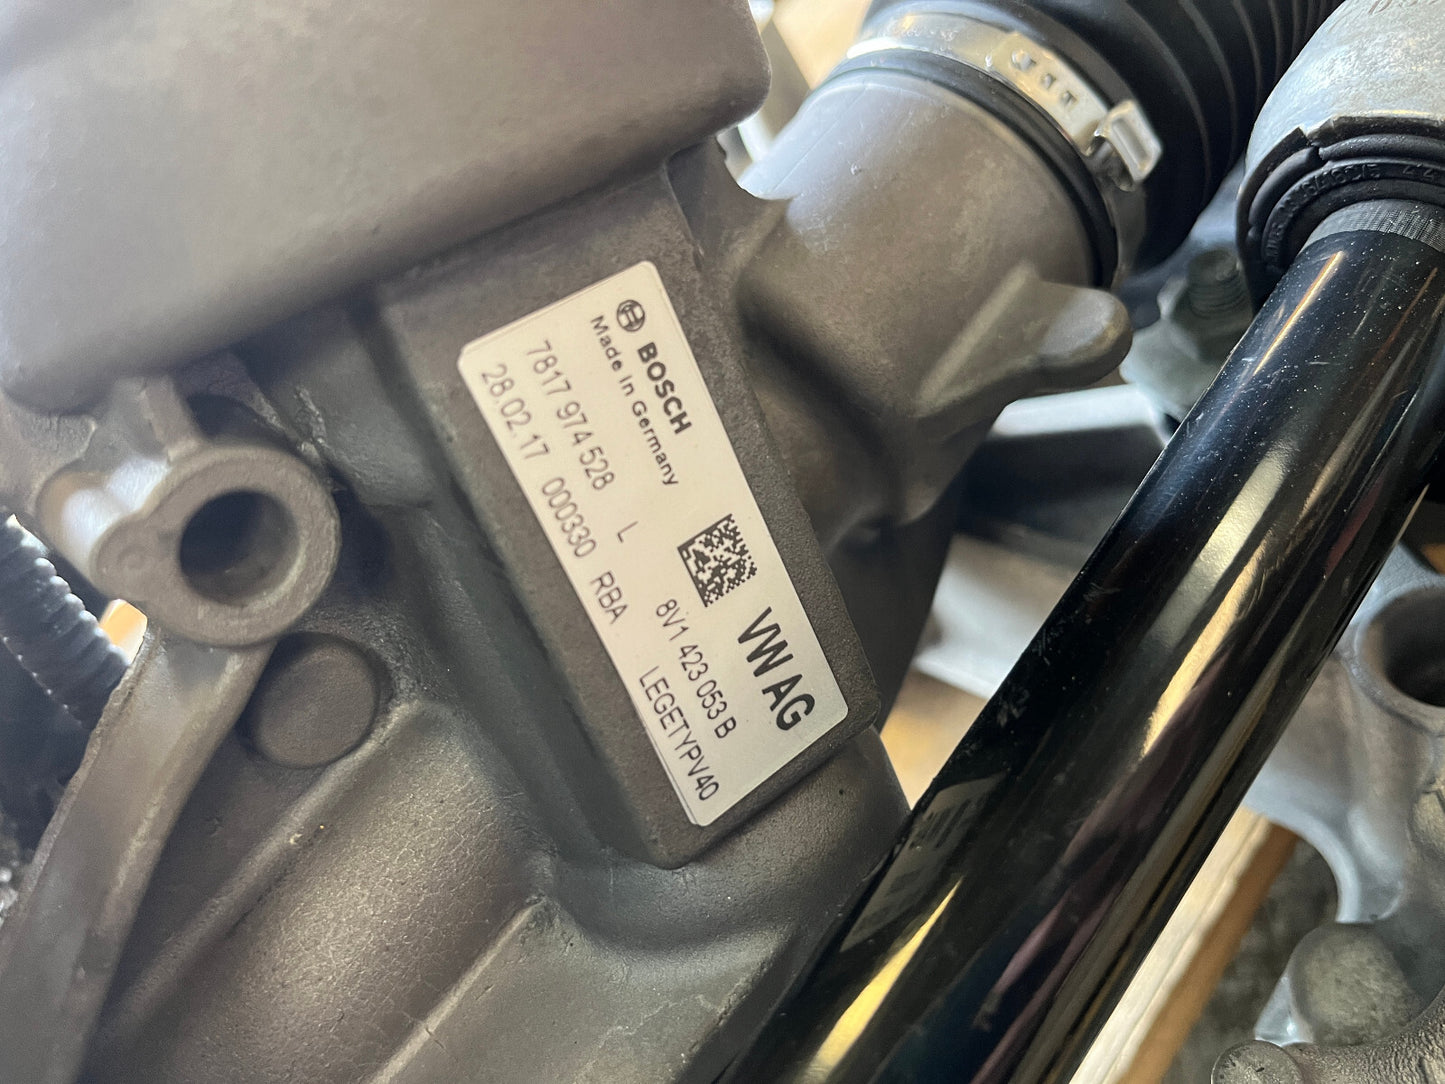 BOSCH
Made In Germany
7817 974 528 L
28.02.17 000330 RBA
VW AG
8V1 423 053 B
LEGETYPV40